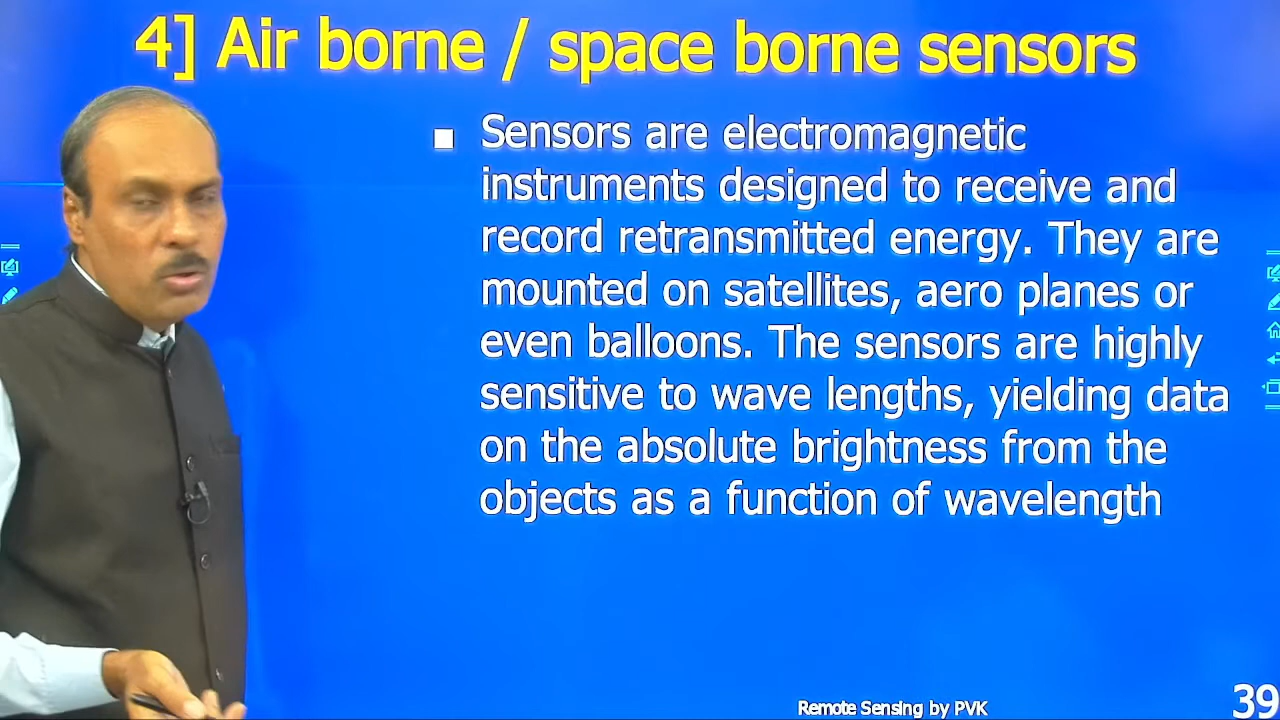 4] Air borne / space borne sensors
Sensors are electromagnetic
instruments designed to receive and
record retransmitted energy. They are
mounted on satellites, aero planes or
even balloons. The sensors are highly
sensitive to wave lengths, yielding data
on the absolute brightness from the
objects as a function of wavelength
Remote Sensing by PVK
39